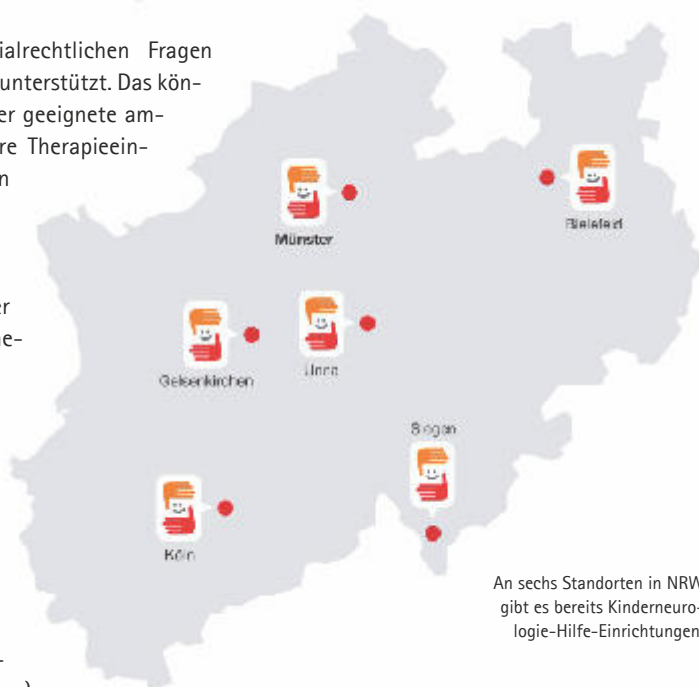 ialrechtlichen Fragen
unterstützt. Das kön-
er geeignete am-
re Therapieein-
n
er
e-
Münster
Bielefeld
Gelsenkirchen
Unna
Siegen
Köln
An sechs Standorten in NRW
gibt es bereits Kinderneuro-
logie-Hilfe-Einrichtungen
-